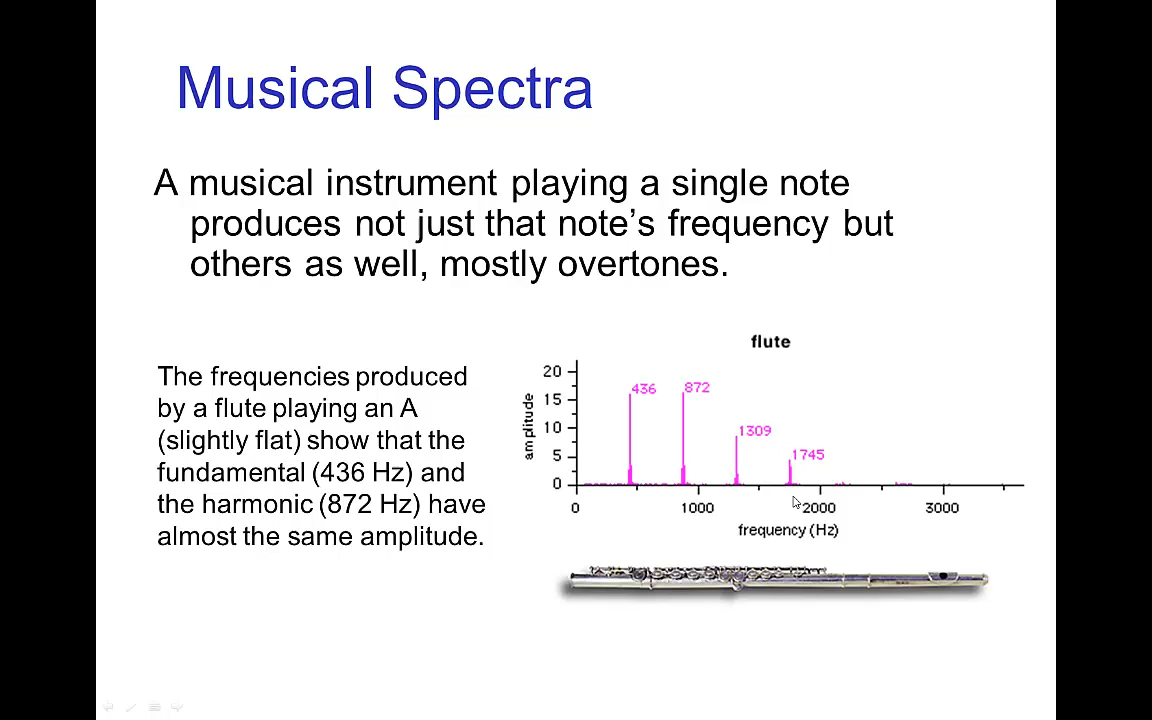 Musical Spectra
A musical instrument playing a single note
produces not just that note’s frequency but
others as well, mostly overtones.
The frequencies produced
by a flute playing an A
(slightly flat) show that the
fundamental (436 Hz) and
the harmonic (872 Hz) have
almost the same amplitude.
flute
amplitude
20
15
10
5
0
436
872
1309
1745
0 1000 2000 3000
frequency (Hz)